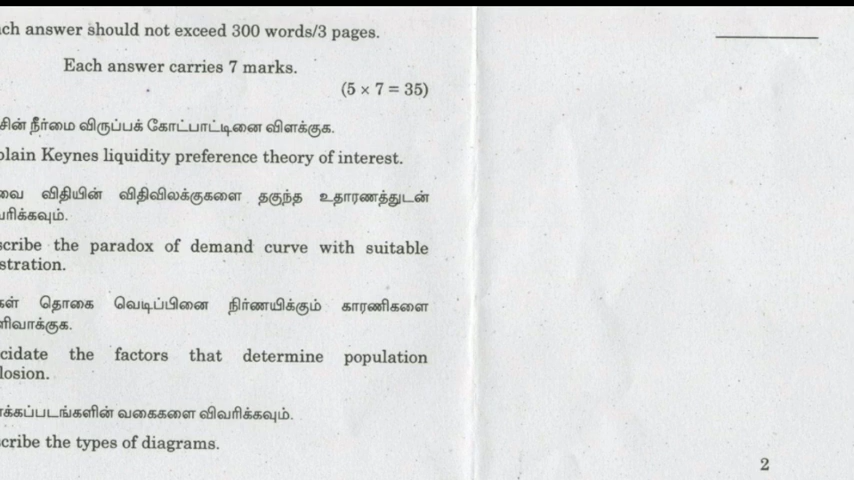 ch answer should not exceed 300 words/3 pages.
Each answer carries 7 marks.
(5 × 7 = 35)
சின் நீர்மை விருப்பக் கோட்பாட்டினை விளக்குக.
plain Keynes liquidity preference theory of interest.
வை விதியின் விதிவிலக்குகளை தகுந்த உதாரணத்துடன்
ரிக்கவும்.
scribe the paradox of demand curve with suitable
stration.
கள் தொகை வெடிப்பினை நிர்ணயிக்கும் காரணிகளை
ளிவாக்குக.
cidate the factors that determine population
losion.
க்கப்படங்களின் வகைகளை விவரிக்கவும்.
cribe the types of diagrams.
2